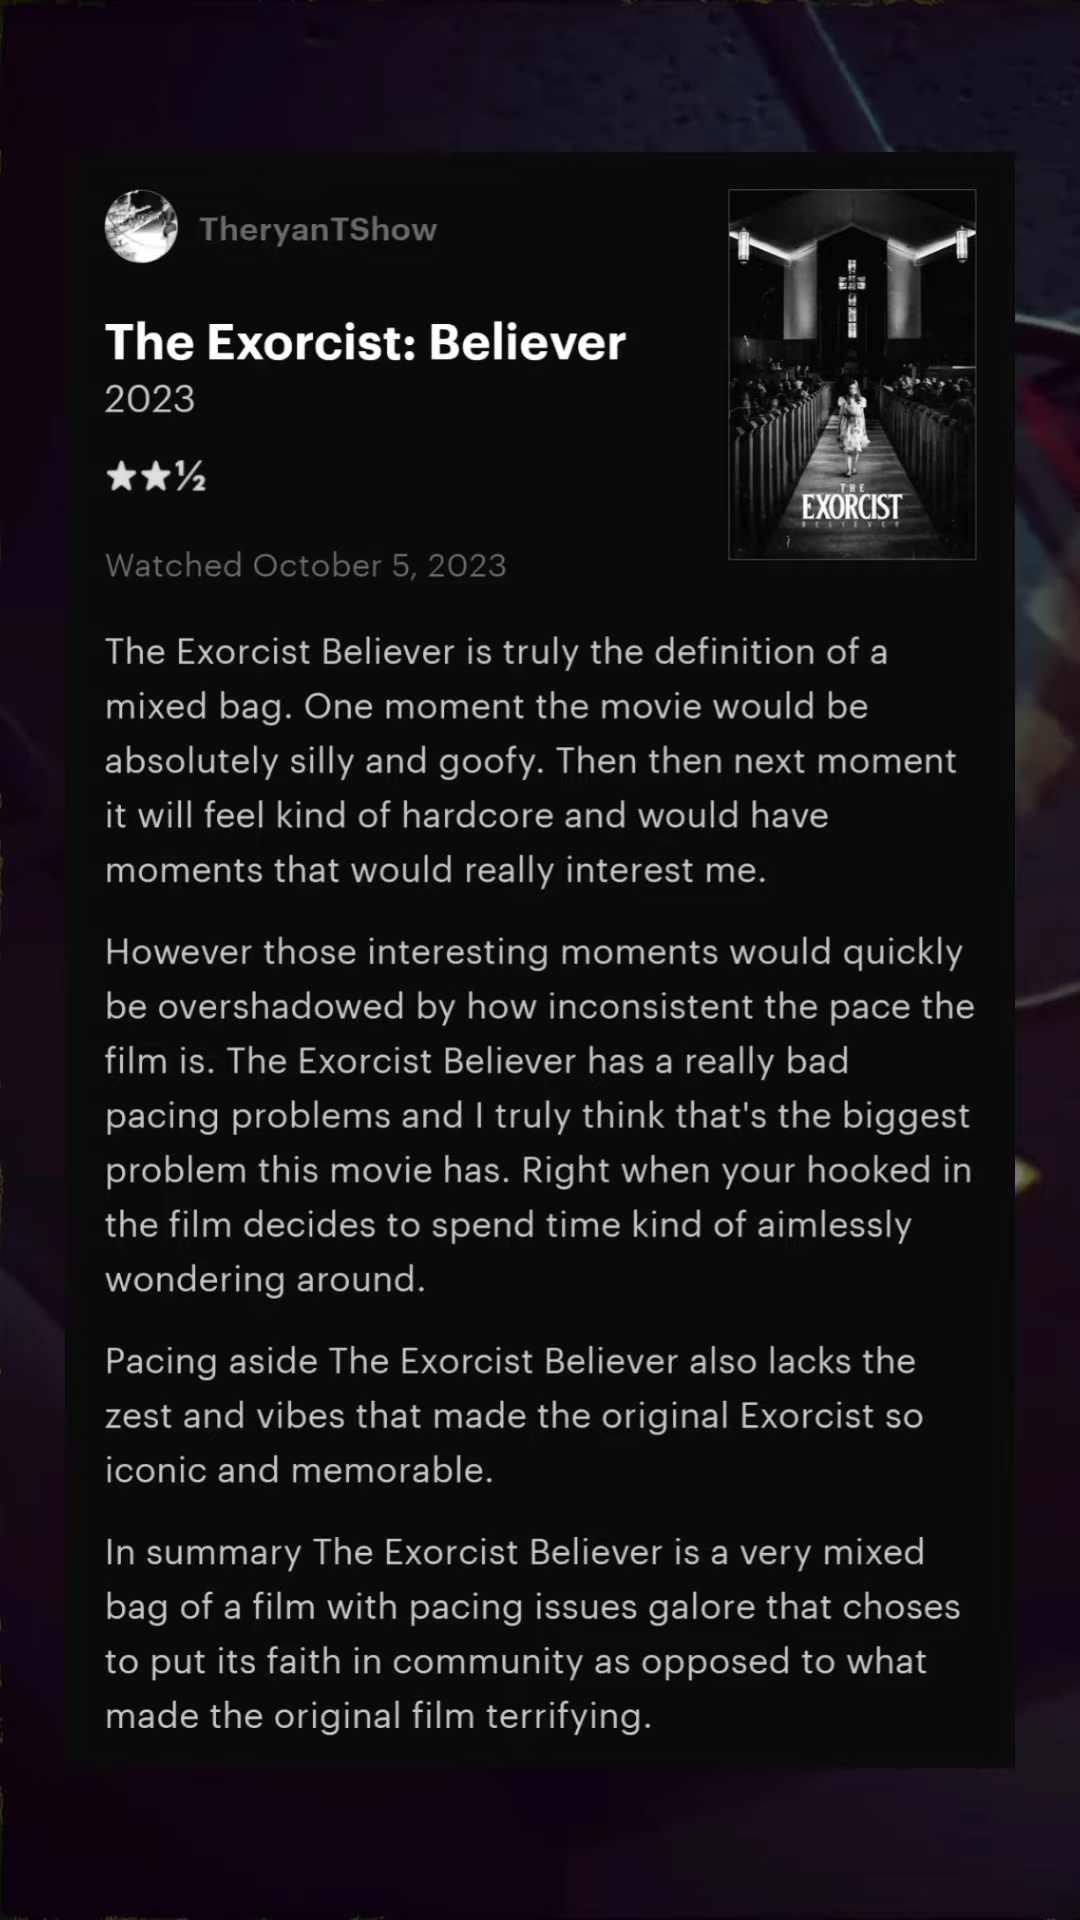 TheryanTShow
The Exorcist: Believer
2023
★★½
Watched October 5, 2023
THE
EXORCIST
BELIEVER
The Exorcist Believer is truly the definition of a
mixed bag. One moment the movie would be
absolutely silly and goofy. Then then next moment
it will feel kind of hardcore and would have
moments that would really interest me.
However those interesting moments would quickly
be overshadowed by how inconsistent the pace the
film is. The Exorcist Believer has a really bad
pacing problems and I truly think that's the biggest
problem this movie has. Right when your hooked in
the film decides to spend time kind of aimlessly
wondering around.
Pacing aside The Exorcist Believer also lacks the
zest and vibes that made the original Exorcist so
iconic and memorable.
In summary The Exorcist Believer is a very mixed
bag of a film with pacing issues galore that choses
to put its faith in community as opposed to what
made the original film terrifying.